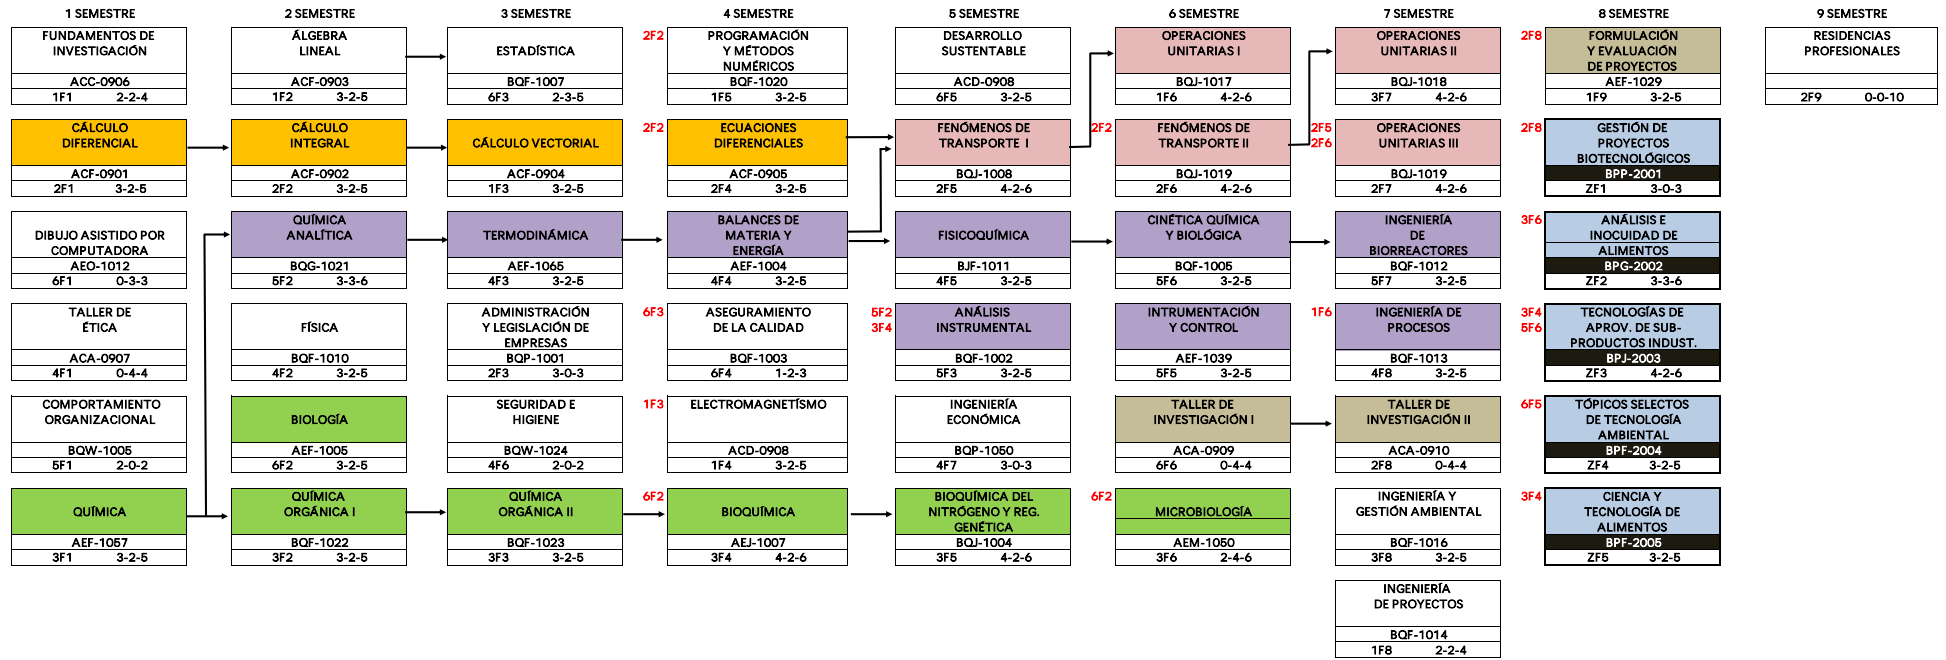 1 SEMESTRE
FUNDAMENTOS DE
INVESTIGACIÓN
ACC-0906
1F1 2-2-4
CÁLCULO
DIFERENCIAL
ACF-0901
2F1 3-2-5
DIBUJO ASISTIDO POR
COMPUTADORA
AEO-1012
6F1 0-3-3
TALLER DE
ÉTICA
ACA-0907
4F1 0-4-4
COMPORTAMIENTO
ORGANIZACIONAL
BQW-1005
5F1 2-0-2
QUÍMICA
AEF-1057
3F1 3-2-5
2 SEMESTRE
ÁLGEBRA
LINEAL
ACF-0903
1F2 3-2-5
CÁLCULO
INTEGRAL
ACF-0902
2F2 3-2-5
QUÍMICA
ANALÍTICA
BQG-1021
5F2 3-3-6
FÍSICA
BQF-1010
4F2 3-2-5
BIOLOGÍA
AEF-1005
6F2 3-2-5
QUÍMICA
ORGÁNICA I
BQF-1022
3F2 3-2-5
3 SEMESTRE
ESTADÍSTICA
BQF-1007
6F3 2-3-5
CÁLCULO VECTORIAL
ACF-0904
1F3 3-2-5
TERMODINÁMICA
AEF-1065
4F3 3-2-5
ADMINISTRACIÓN
Y LEGISLACIÓN DE
EMPRESAS
BQP-1001
2F3 3-0-3
SEGURIDAD E
HIGIENE
BQW-1024
4F6 2-0-2
QUÍMICA
ORGÁNICA II
BQF-1023
3F3 3-2-5
4 SEMESTRE
2F2
PROGRAMACIÓN
Y MÉTODOS
NUMÉRICOS
BQF-1020
1F5 3-2-5
2F2
ECUACIONES
DIFERENCIALES
ACF-0905
2F4 3-2-5
BALANCES DE
MATERIA Y
ENERGÍA
AEF-1004
4F4 3-2-5
6F3
ASEGURAMIENTO
DE LA CALIDAD
BQF-1003
6F4 1-2-3
1F3
ELECTROMAGNETÍSMO
ACD-0908
1F4 3-2-5
6F2
BIOQUÍMICA
AEJ-1007
3F4 4-2-6
5 SEMESTRE
DESARROLLO
SUSTENTABLE
ACD-0908
6F5 3-2-5
FENÓMENOS DE
TRANSPORTE I
BQJ-1008
2F5 4-2-6
FISICOQUÍMICA
BJF-1011
4F5 3-2-5
5F2
3F4
ANÁLISIS
INSTRUMENTAL
BQF-1002
5F3 3-2-5
INGENIERÍA
ECONÓMICA
BQP-1050
4F7 3-0-3
BIOQUÍMICA DEL
NITRÓGENO Y REG.
GENÉTICA
BQJ-1004
3F5 4-2-6
6 SEMESTRE
OPERACIONES
UNITARIAS I
BQJ-1017
1F6 4-2-6
2F2
FENÓMENOS DE
TRANSPORTE II
BQJ-1019
2F6 4-2-6
CINÉTICA QUÍMICA
Y BIOLÓGICA
BQF-1005
5F6 3-2-5
INTRUMENTACIÓN
Y CONTROL
AEF-1039
5F5 3-2-5
TALLER DE
INVESTIGACIÓN I
ACA-0909
6F6 0-4-4
6F2
MICROBIOLOGÍA
AEM-1050
3F6 2-4-6
7 SEMESTRE
OPERACIONES
UNITARIAS II
BQJ-1018
3F7 4-2-6
2F5
2F6
OPERACIONES
UNITARIAS III
BQJ-1019
2F7 4-2-6
INGENIERÍA
DE
BIORREACTORES
BQF-1012
5F7 3-2-5
1F6
INGENIERÍA DE
PROCESOS
BQF-1013
4F8 3-2-5
TALLER DE
INVESTIGACIÓN II
ACA-0910
2F8 0-4-4
INGENIERÍA Y
GESTIÓN AMBIENTAL
BQF-1016
3F8 3-2-5
INGENIERÍA
DE PROYECTOS
BQF-1014
1F8 2-2-4
8 SEMESTRE
2F8
FORMULACIÓN
Y EVALUACIÓN
DE PROYECTOS
AEF-1029
1F9 3-2-5
2F8
GESTIÓN DE
PROYECTOS
BIOTECNOLÓGICOS
BPP-2001
ZF1 3-0-3
3F6
ANÁLISIS E
INOCUIDAD DE
ALIMENTOS
BPG-2002
ZF2 3-3-6
3F4
5F6
TECNOLOGÍAS DE
APROV. DE SUB-
PRODUCTOS INDUST.
BPJ-2003
ZF3 4-2-6
6F5
TÓPICOS SELECTOS
DE TECNOLOGÍA
AMBIENTAL
BPF-2004
ZF4 3-2-5
3F4
CIENCIA Y
TECNOLOGÍA DE
ALIMENTOS
BPF-2005
ZF5 3-2-5
9 SEMESTRE
RESIDENCIAS
PROFESIONALES
2F9 0-0-10